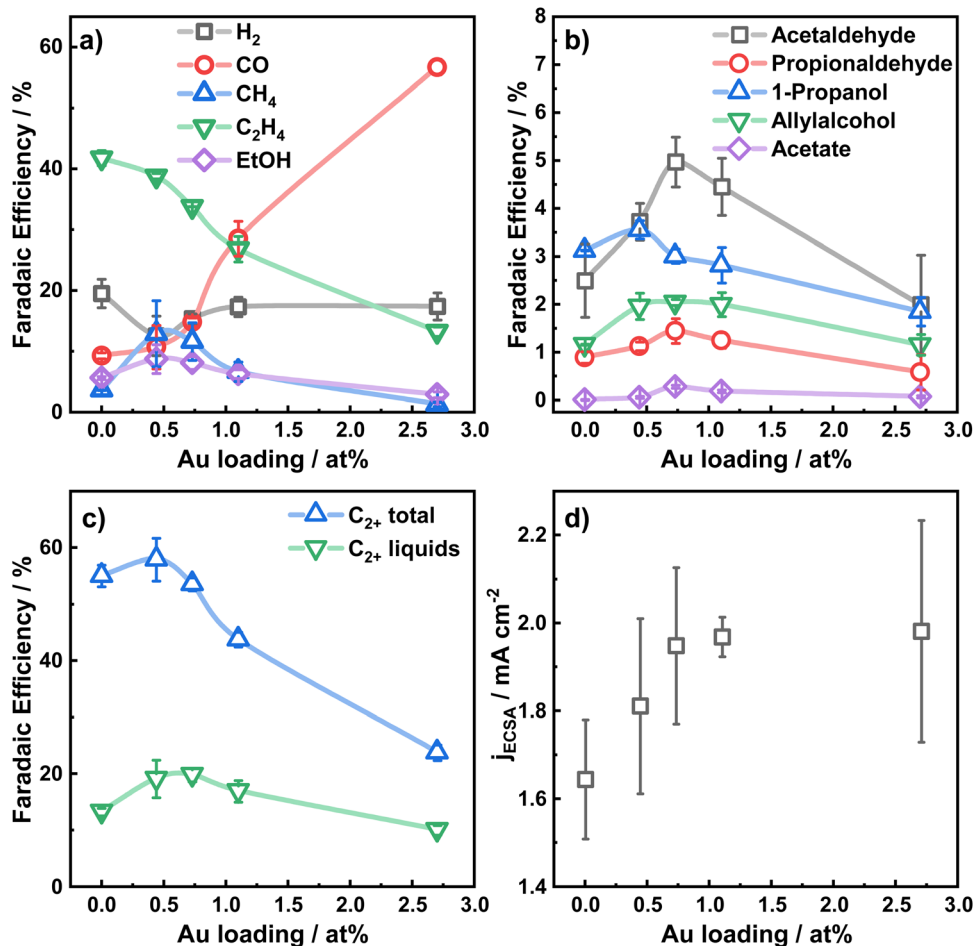 a)
H₂
CO
CH₄
C₂H₄
EtOH
60
40
20
0
0.0 0.5 1.0 1.5 2.0 2.5 3.0
Faradaic Efficiency / %
Au loading / at%
b)
Acetaldehyde
Propionaldehyde
1-Propanol
Allylalcohol
Acetate
8
7
6
5
4
3
2
1
0
0.0 0.5 1.0 1.5 2.0 2.5 3.0
Faradaic Efficiency / %
Au loading / at%
c)
C₂₊ total
C₂₊ liquids
60
40
20
0
0.0 0.5 1.0 1.5 2.0 2.5 3.0
Faradaic Efficiency / %
Au loading / at%
d)
2.2
2.0
1.8
1.6
1.4
0.0 0.5 1.0 1.5 2.0 2.5 3.0
jECSA / mA cm⁻²
Au loading / at%